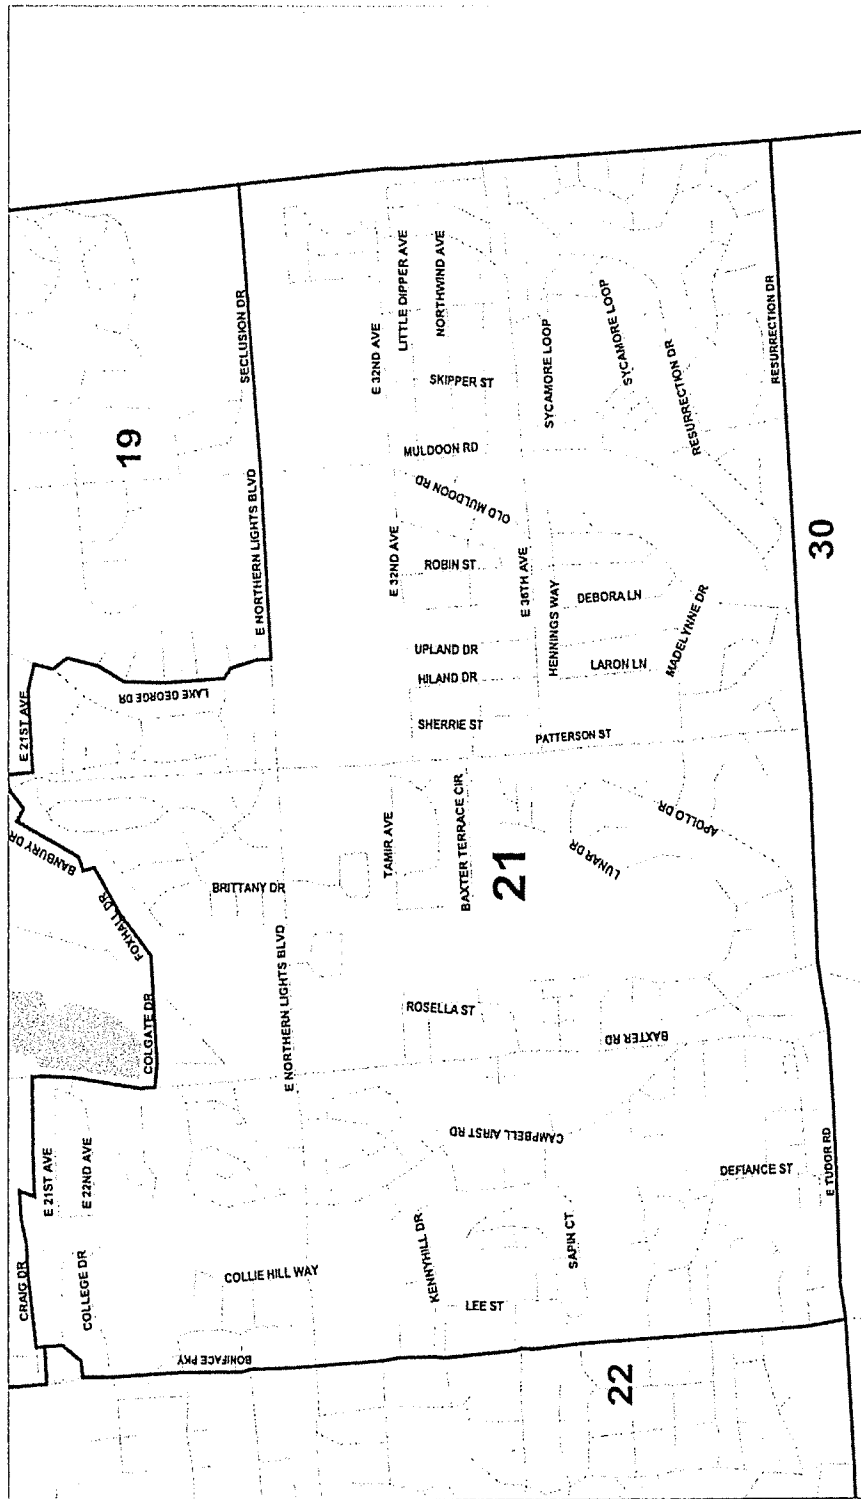 19
SECLUSION DR
E NORTHERN LIGHTS BLVD
E 21ST AVE
LAKE GEORGE DR
BANBURY DR
FOXHALL DR
COLGATE DR
BRITTANY DR
E NORTHERN LIGHTS BLVD
E 21ST AVE
E 22ND AVE
CRAIG DR
COLLEGE DR
COLLIE HILL WAY
BONIFACE PKY
E 32ND AVE
LITTLE DIPPER AVE
NORTHWIND AVE
SKIPPER ST
MULDOON RD
OLD MULDOON RD
E 32ND AVE
ROBIN ST
UPLAND DR
HILAND DR
SHERRIE ST
TAMIR AVE
BAXTER TERRACE CIR
21
ROSELLA ST
CAMPBELL AIRST RD
KENNYHILL DR
LEE ST
SYCAMORE LOOP
SYCAMORE LOOP
RESURRECTION DR
RESURRECTION DR
E 36TH AVE
HENNINGS WAY
DEBORA LN
LARON LN
MADELYNNE DR
PATTERSON ST
APOLLO DR
LUNAR DR
BAXTER RD
DEFIANCE ST
SAPIN CT
E TUDOR RD
30
22